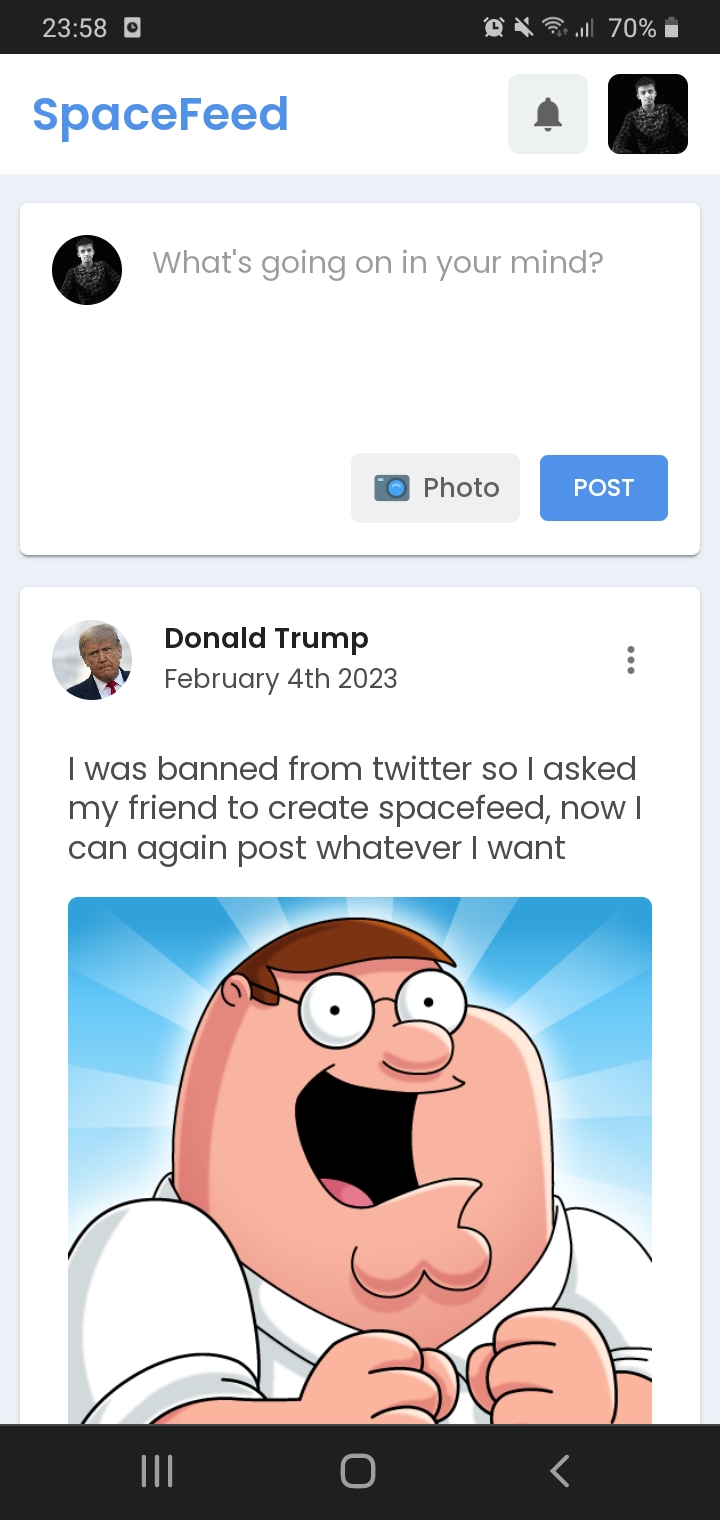 23:58
70%
SpaceFeed
What's going on in your mind?
Photo
POST
Donald Trump
February 4th 2023
I was banned from twitter so I asked
my friend to create spacefeed, now I
can again post whatever I want